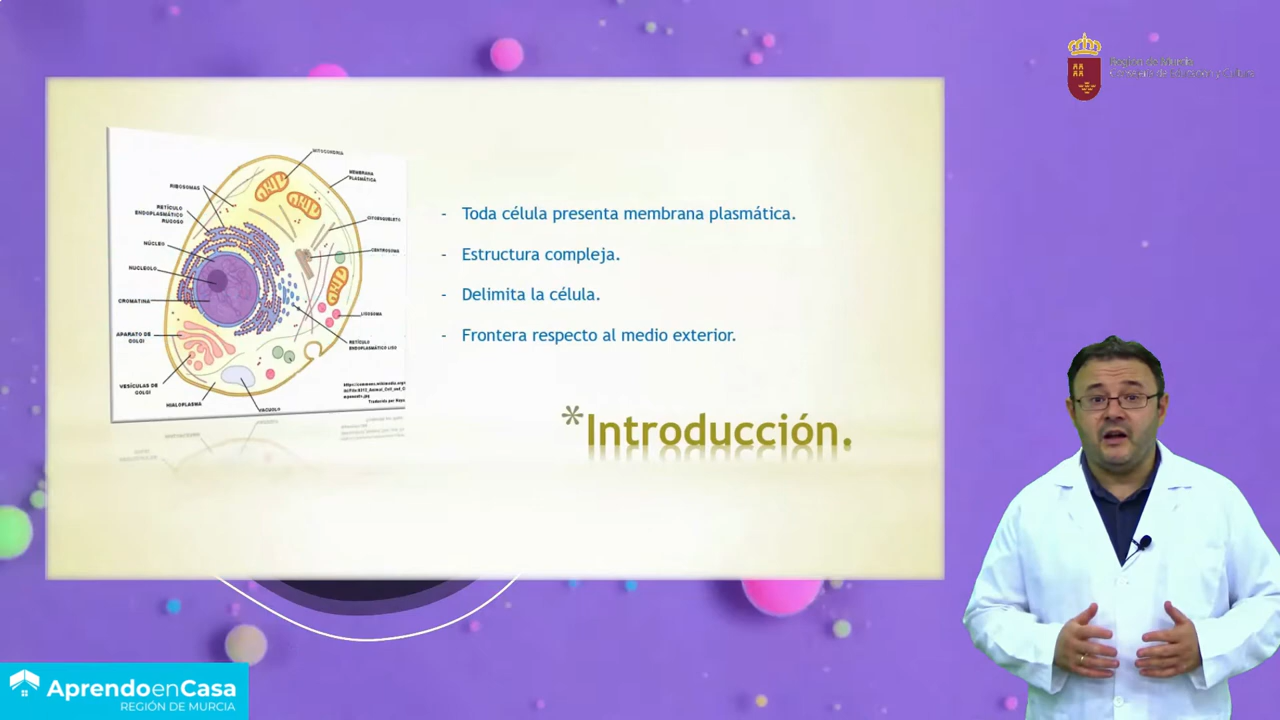 Región de Murcia
MITOCONDRIA
MEMBRANA
PLASMÁTICA
RIBOSOMAS
RETÍCULO
ENDOPLASMÁTICO
RUGOSO
CITOESQUELETO
NÚCLEO
CENTROSOMA
NUCLEOLO
CROMATINA
LISOSOMA
APARATO DE
GOLGI
RETÍCULO
ENDOPLASMÁTICO LISO
VESÍCULAS DE
GOLGI
HIALOPLASMA
VACUOLO
- Toda célula presenta membrana plasmática.
- Estructura compleja.
- Delimita la célula.
- Frontera respecto al medio exterior.
*Introducción.
AprendoenCasa
REGIÓN DE MURCIA